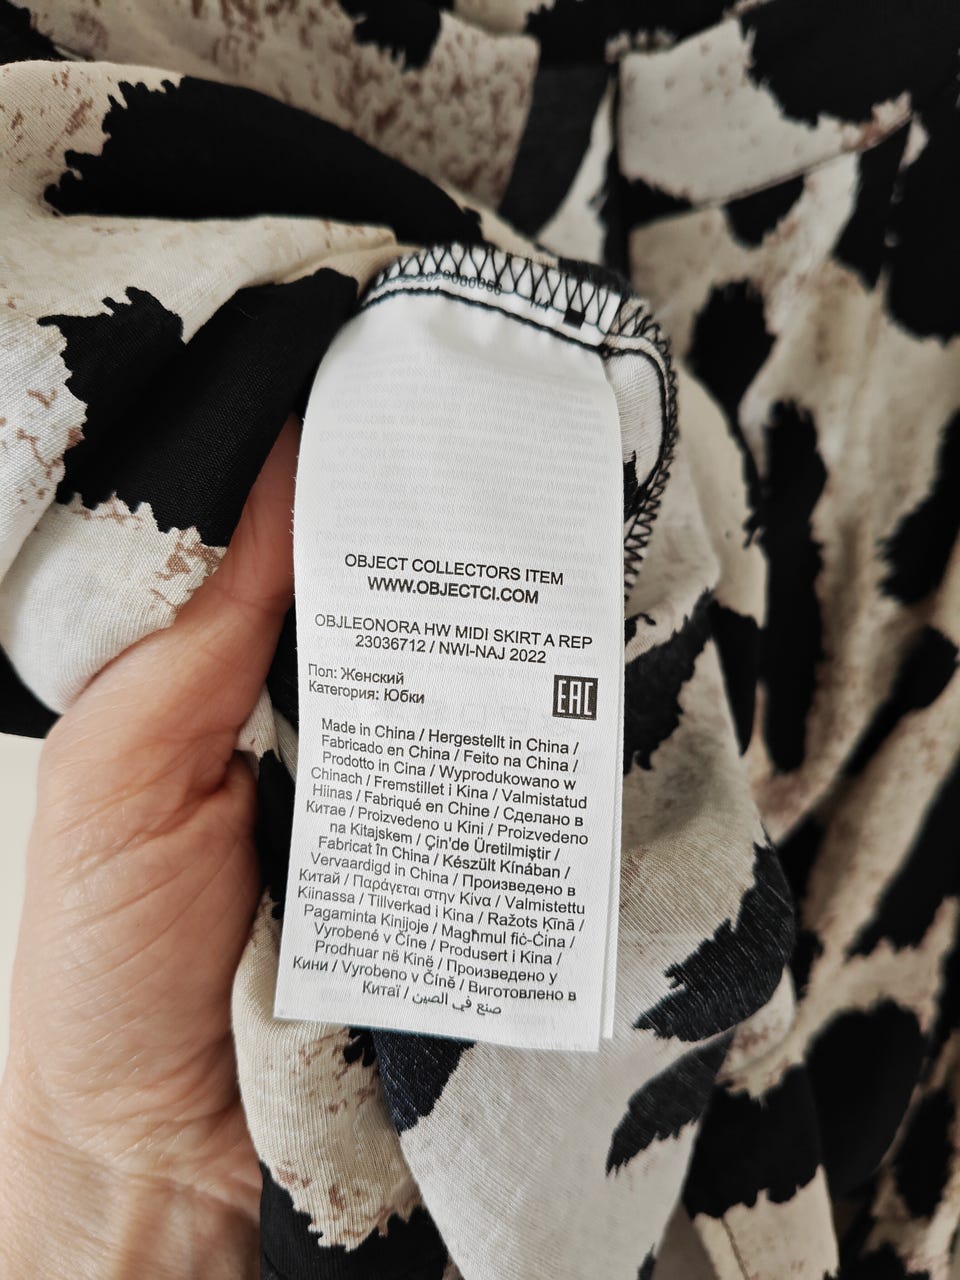 OBJECT COLLECTORS ITEM
WWW.OBJECTCI.COM
OBJLEONORA HW MIDI SKIRT A REP
23036712 / NWI-NAJ 2022
Пол: Женский
Категория: Юбки
EAC
Made in China / Hergestellt in China /
Fabricado en China / Feito na China /
Prodotto in Cina / Wyprodukowano w
Chinach / Fremstillet i Kina / Valmistatud
Hiinas / Fabriqué en Chine / Сделано в
Китае / Proizvedeno u Kini / Proizvedeno
na Kitajskem / Çin'de Üretilmiştir /
Fabricat în China / Készült Kínában /
Vervaardigd in China / Произведено в
Китай / Παράγεται στην Κίνα / Valmistettu
Kiinassa / Tillverkad i Kina / Ražots Ķīnā /
Pagaminta Kinijoje / Magħmul fiċ-Ċina /
Vyrobené v Číne / Produsert i Kina /
Prodhuar në Kinë / Произведено у
Кини / Vyrobeno v Číně / Виготовлено в
Китаї / صنع في الصين